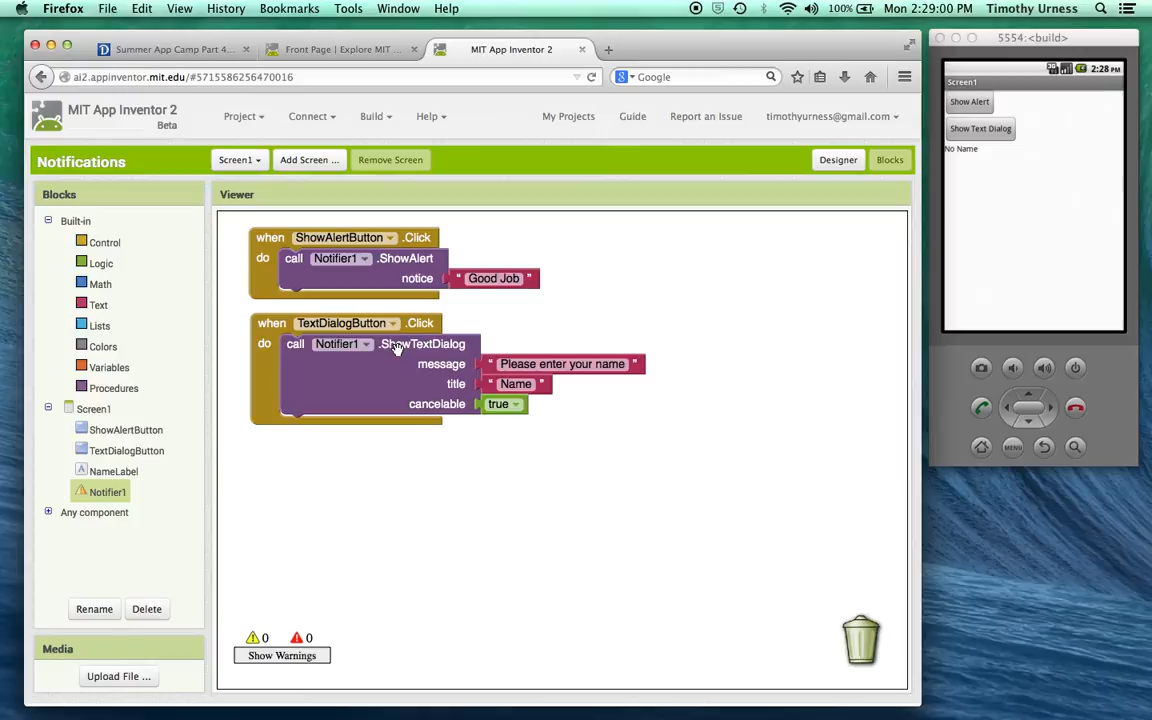 Firefox File Edit View History Bookmarks Tools Window Help 100% Mon 2:29:00 PM Timothy Urness
Summer App Camp Part 4... Front Page | Explore MIT ... MIT App Inventor 2
5554:<build>
ai2.appinventor.mit.edu/#5715586256470016 Google
2:28 PM
Screen1
Show Alert
Show Text Dialog
No Name
MENU
MIT App Inventor 2
Beta
Project Connect Build Help My Projects Guide Report an Issue timothyurness@gmail.com
Notifications Screen1 Add Screen ... Remove Screen Designer Blocks
Blocks Viewer
Built-in
Control
Logic
Math
Text
Lists
Colors
Variables
Procedures
Screen1
ShowAlertButton
TextDialogButton
NameLabel
Notifier1
Any component
Rename Delete
Media
Upload File ...
when ShowAlertButton .Click
do call Notifier1 .ShowAlert
notice " Good Job "
when TextDialogButton .Click
do call Notifier1 .ShowTextDialog
message " Please enter your name "
title " Name "
cancelable true
0 0
Show Warnings